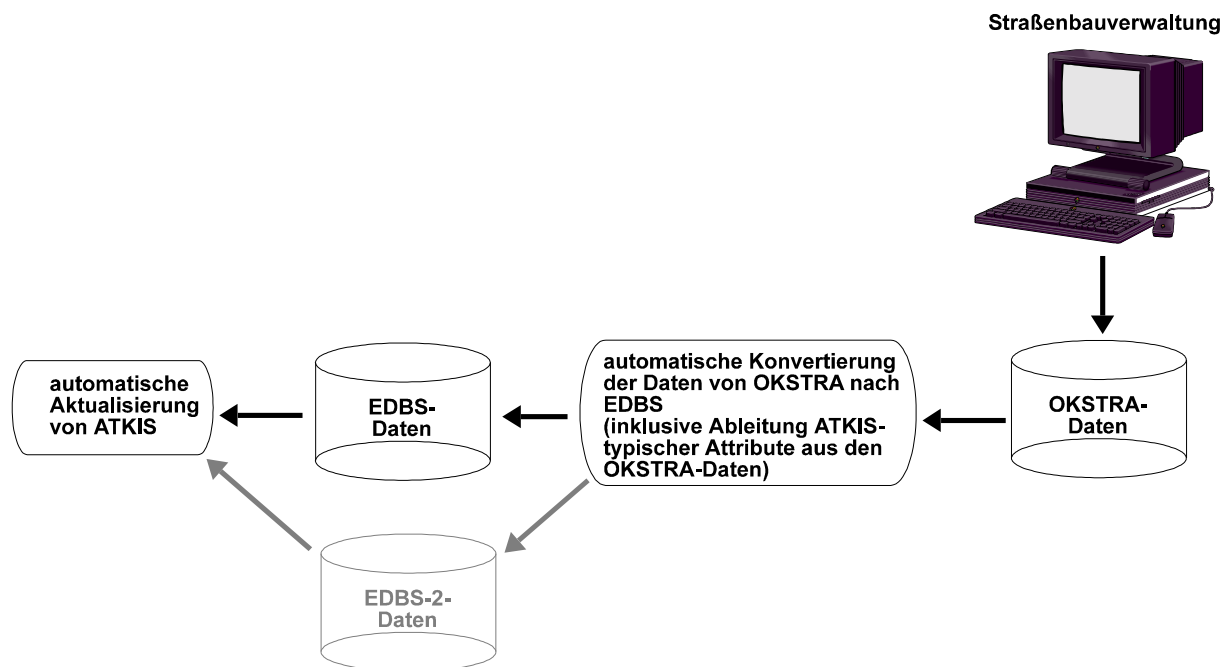 Straßenbauverwaltung
automatische
Aktualisierung
von ATKIS
EDBS-
Daten
automatische Konvertierung
der Daten von OKSTRA nach
EDBS
(inklusive Ableitung ATKIS-
typischer Attribute aus den
OKSTRA-Daten)
OKSTRA-
Daten
EDBS-2-
Daten